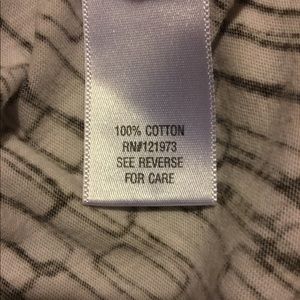 100% COTTON
RN#121973
SEE REVERSE
FOR CARE